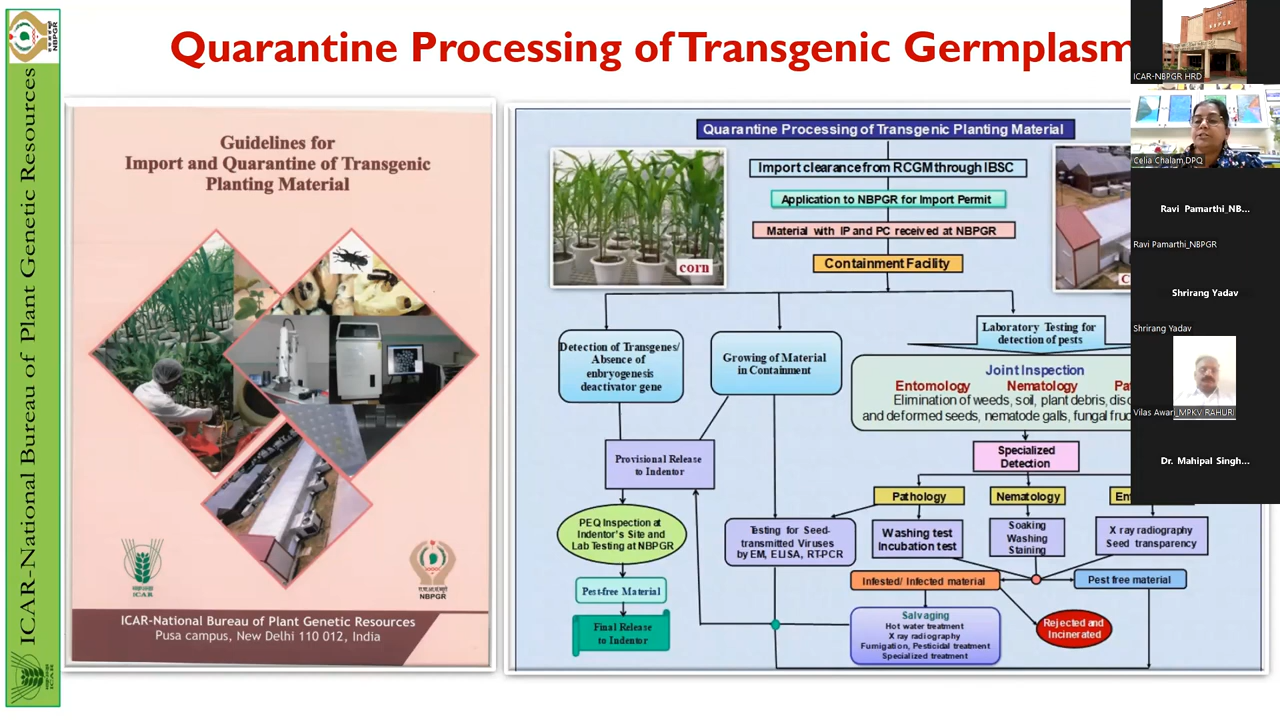 Quarantine Processing of Transgenic Germplasm
NBPGR
ICAR-National Bureau of Plant Genetic Resources
ICAR
Guidelines for
Import and Quarantine of Transgenic
Planting Material
ICAR
NBPGR
ICAR-National Bureau of Plant Genetic Resources
Pusa campus, New Delhi 110 012, India
Quarantine Processing of Transgenic Planting Material
Import clearance from RCGM through IBSC
Application to NBPGR for Import Permit
Material with IP and PC received at NBPGR
Containment Facility
corn
Detection of Transgenes/
Absence of
enbryogenesis
deactivator gene
Growing of Material
in Containment
Laboratory Testing for
detection of pests
Joint Inspection
Entomology Nematology
Elimination of weeds, soil, plant debris,
and deformed seeds, nematode galls, fungal
Provisional Release
to Indentor
Specialized
Detection
Pathology
Nematology
PEQ Inspection at
Indentor's Site and
Lab Testing at NBPGR
Testing for Seed-
transmitted Viruses
by EM, ELISA, RT-PCR
Washing test
Incubation test
Soaking
Washing
Staining
X ray radiography
Seed transparency
Infested/ Infected material
Pest free material
Pest-free Material
Final Release
to Indentor
Salvaging
Hot water treatment
X ray radiography
Fumigation, Pesticidal treatment
Specialized treatment
Rejected and
Incinerated
NBPGR
ICAR-NBPGR HRD
Celia Chalam,DPQ
Ravi Pamarthi_NB...
Ravi Pamarthi_NBPGR
Shrirang Yadav
Shrirang Yadav
Vilas Awari_MPKV RAHURI
Dr. Mahipal Singh...